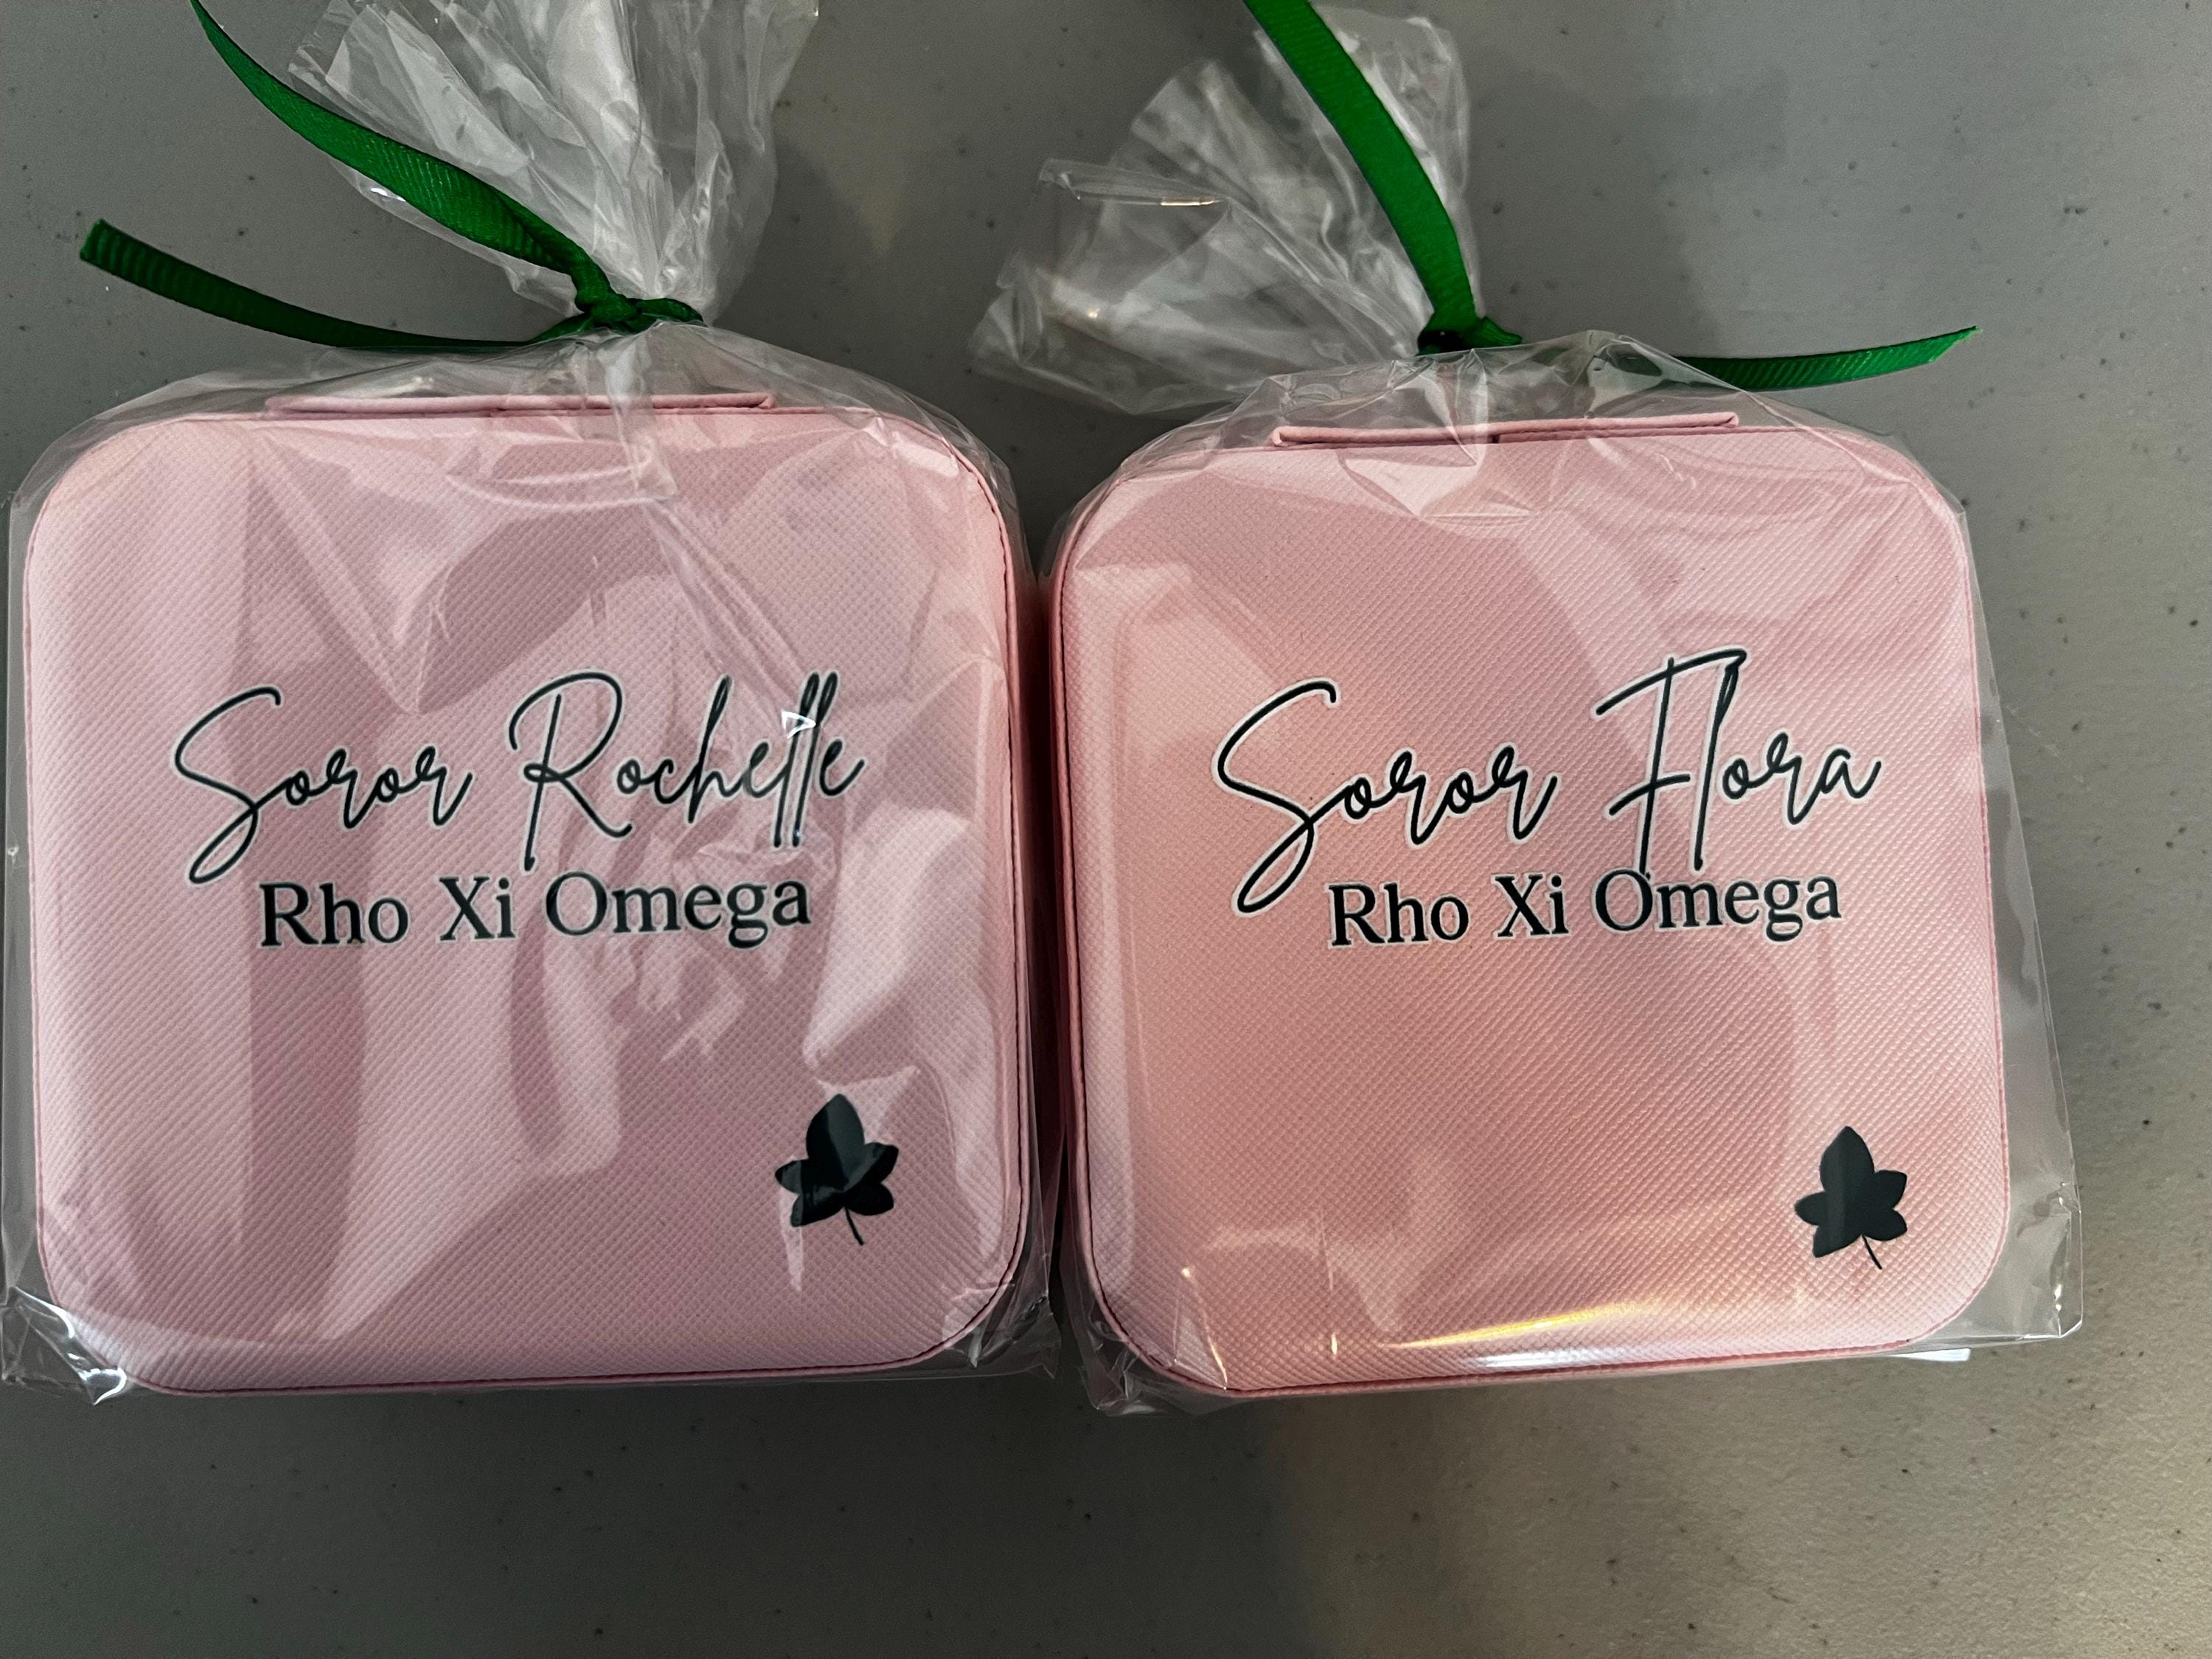 Soror Rochelle
Rho Xi Omega
Soror Flora
Rho Xi Omega